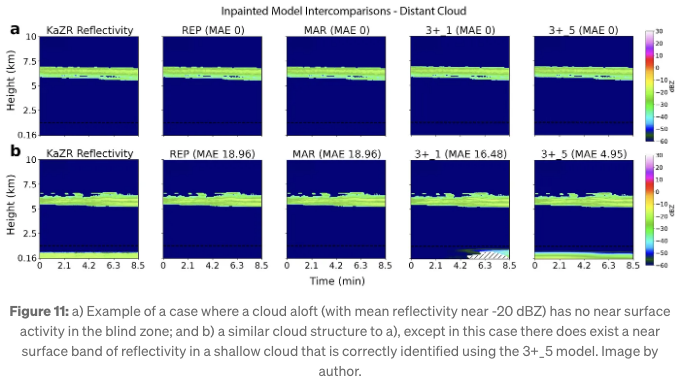 Inpainted Model Intercomparisons - Distant Cloud
a
KaZR Reflectivity REP (MAE 0) MAR (MAE 0) 3+_1 (MAE 0) 3+_5 (MAE 0)
Height (km)
10
7.5
5
2.5
0.16
30
20
10
0
−10
−20
−30
−40
−50
−60
dBZ
b
KaZR Reflectivity REP (MAE 18.96) MAR (MAE 18.96) 3+_1 (MAE 16.48) 3+_5 (MAE 4.95)
Height (km)
10
7.5
5
2.5
0.16
0 2.1 4.2 6.3 8.5 0 2.1 4.2 6.3 8.5 0 2.1 4.2 6.3 8.5 0 2.1 4.2 6.3 8.5 0 2.1 4.2 6.3 8.5
30
20
10
0
−10
−20
−30
−40
−50
−60
dBZ
Time (min)
Figure 11: a) Example of a case where a cloud aloft (with mean reflectivity near -20 dBZ) has no near surface
activity in the blind zone; and b) a similar cloud structure to a), except in this case there does exist a near
surface band of reflectivity in a shallow cloud that is correctly identified using the 3+_5 model. Image by
author.